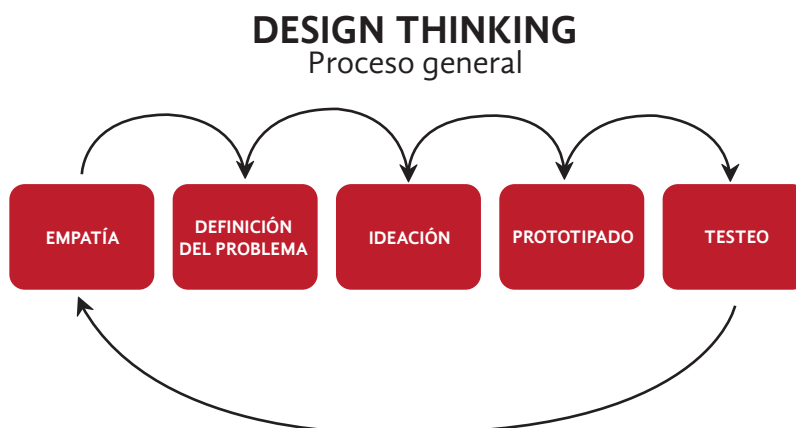 DESIGN THINKING
Proceso general
EMPATÍA
DEFINICIÓN
DEL PROBLEMA
IDEACIÓN
PROTOTIPADO
TESTEO